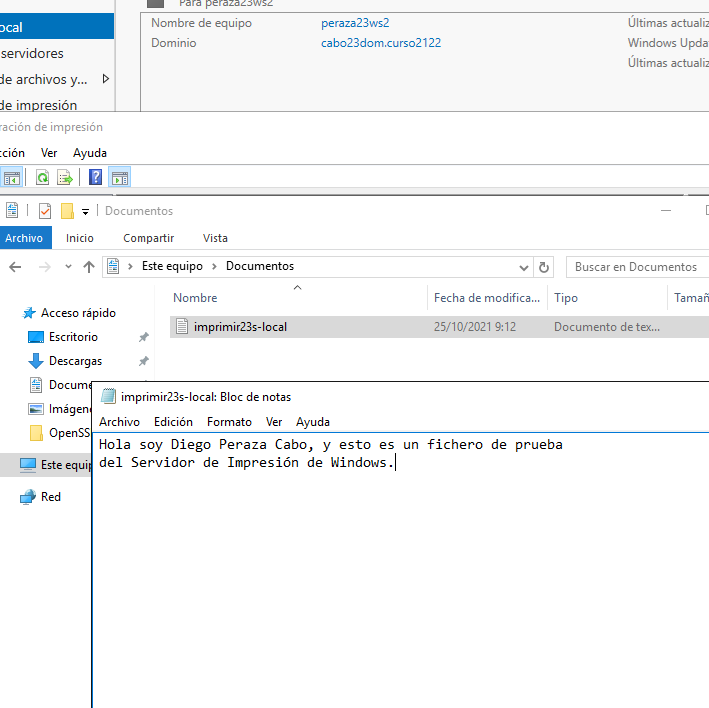 Para peraza23ws2
ocal
Nombre de equipo
peraza23ws2
Últimas actualiz
servidores
Dominio
cabo23dom.curso2122
Windows Upda
de archivos y...
Últimas actualiz
de impresión
ración de impresión
cción Ver Ayuda
Documentos
Archivo Inicio Compartir Vista
Este equipo > Documentos
Buscar en Documentos
Nombre
Fecha de modifica...
Tipo
Tamañ
Acceso rápido
imprimir23s-local
25/10/2021 9:12
Documento de tex...
Escritorio
Descargas
Docume
Imágene
OpenSS
Este equip
Red
imprimir23s-local: Bloc de notas
Archivo Edición Formato Ver Ayuda
Hola soy Diego Peraza Cabo, y esto es un fichero de prueba
del Servidor de Impresión de Windows.